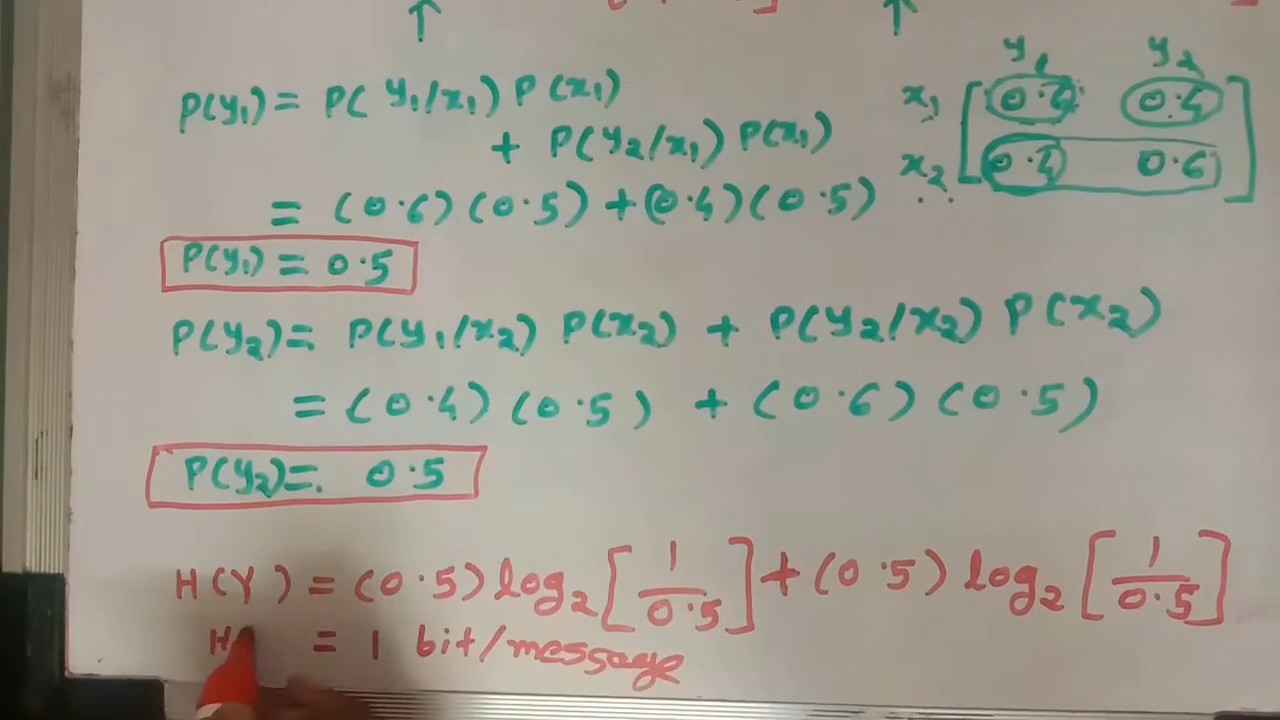 y₁ y₂
P(y₁) = P(y₁/x₁) P(x₁)
+ P(y₂/x₁) P(x₁)
x₁ 0.4
x₂ 0.4 0.6
= (0.6)(0.5) + (0.4)(0.5)
P(y₁) = 0.5
P(y₂) = P(y₁/x₂) P(x₂) + P(y₂/x₂) P(x₂)
= (0.4)(0.5) + (0.6)(0.5)
P(y₂) = 0.5
H(Y) = (0.5) log₂ [1/0.5] + (0.5) log₂ [1/0.5]
H = 1 bit/message